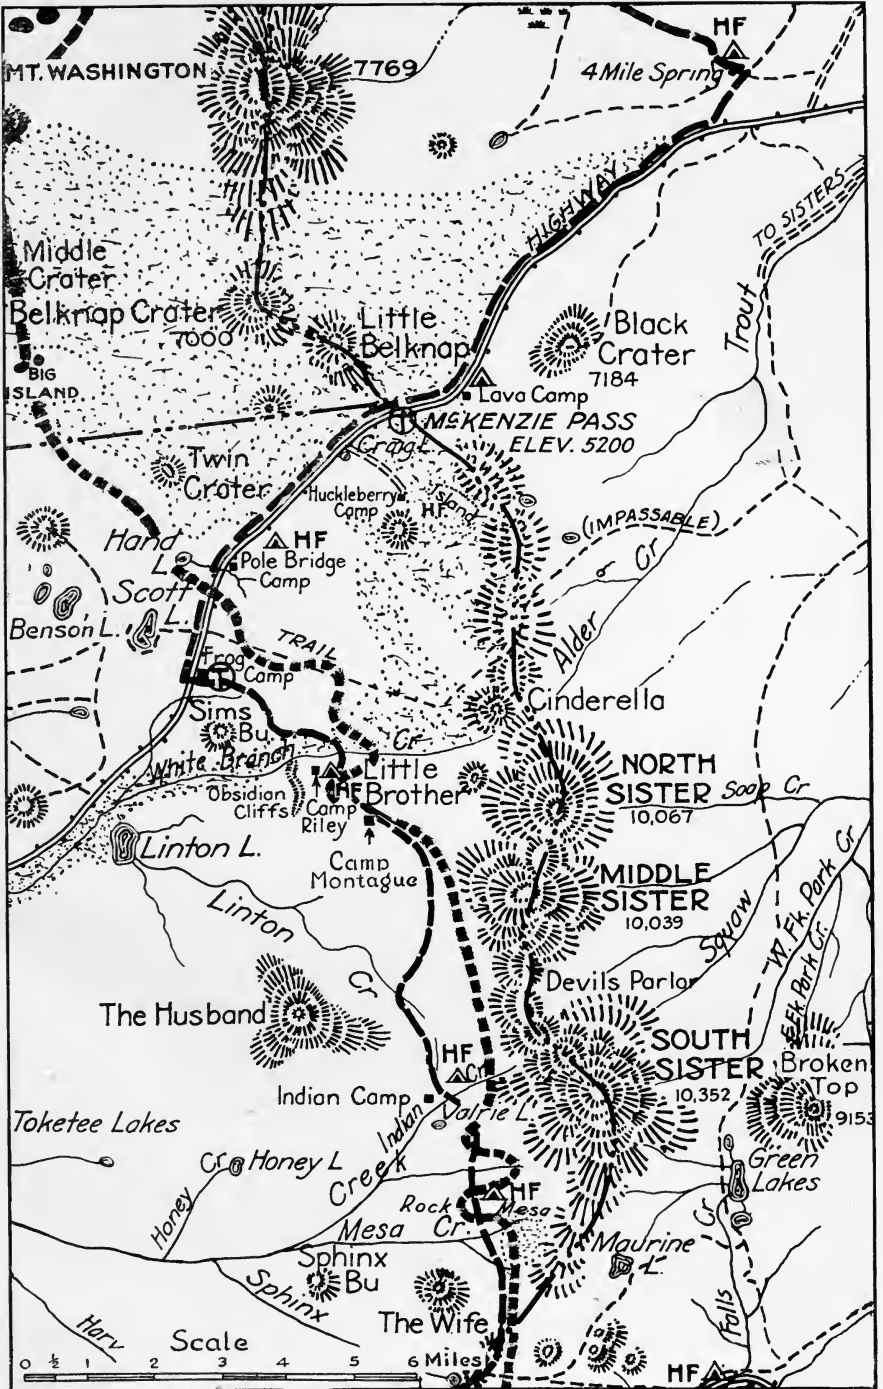 HF
MT. WASHINGTON
7769
4 Mile Spring
HIGHWAY
TO SISTERS
Middle
Crater
Belknap Crater
7000
Little
Belknap
Black
Crater
7184
Trout
BIG
ISLAND
Lava Camp
McKENZIE PASS
ELEV. 5200
Craig L.
Twin
Crater
Huckleberry
Camp
HF
Island
(IMPASSABLE)
Hand
L.
HF
Pole Bridge
Camp
Cr
Scott
L.
Benson L.
TRAIL
Alder
Frog
Camp
Cinderella
Sims
Bu
White Branch
Cr
Little
Brother
HF
Obsidian
Cliffs
Camp
Riley
NORTH
SISTER
10,067
Soap Cr
Camp
Montague
Linton L.
MIDDLE
SISTER
10,039
Linton
Cr
Squaw
W. Fk. Park Cr
E. Fk Park Cr.
Devils Parlor
The Husband
SOUTH
SISTER
10,352
Broken
Top
9153
HF
Cr
Indian Camp
Indian
Valrie L.
Toketee Lakes
Cr
Honey L
Honey
Creek
Green
Lakes
HF
Rock
Mesa
Mesa
Cr
Cr
Maurine
L.
Sphinx
Bu
Sphinx
The Wife
Falls
Harv
Scale
0 ½ 1 2 3 4 5 6 Miles
HF